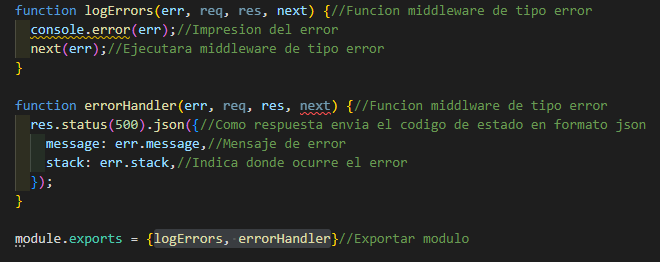 function logErrors(err, req, res, next) {//Funcion middleware de tipo error
  console.error(err);//Impresion del error
  next(err);//Ejecutara middleware de tipo error
}

function errorHandler(err, req, res, next) {//Funcion middlware de tipo error
  res.status(500).json({//Como respuesta envia el codigo de estado en formato json
    message: err.message,//Mensaje de error
    stack: err.stack,//Indica donde ocurre el error
  });
}

module.exports = {logErrors, errorHandler}//Exportar modulo